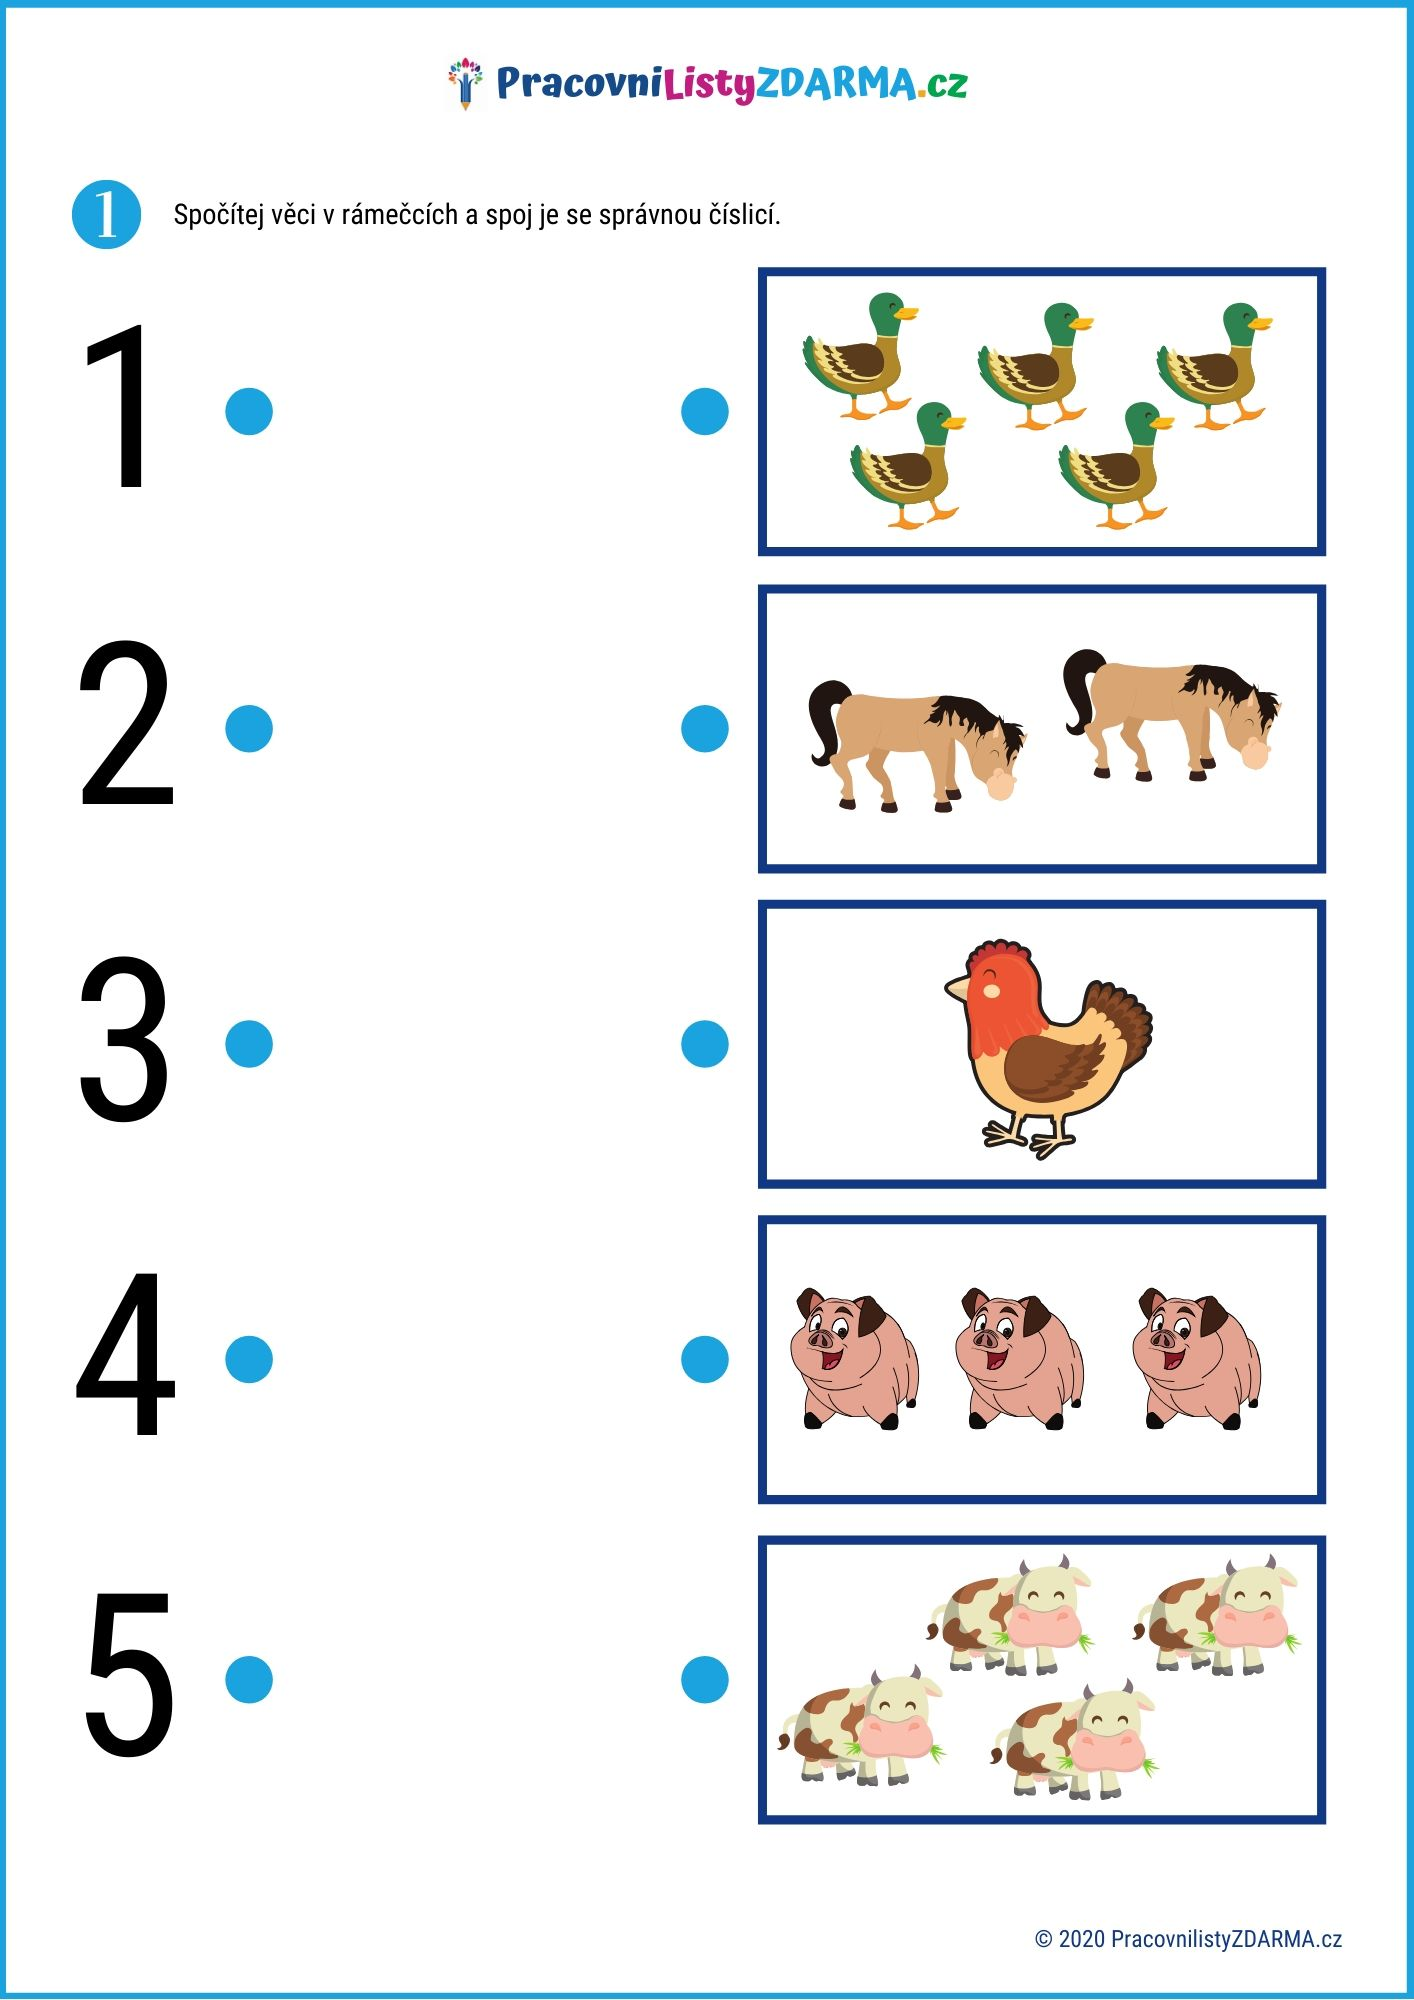 PracovniListyZDARMA.cz
1 Spočítej věci v rámečcích a spoj je se správnou číslicí.
1
2
3
4
5
© 2020 PracovnilistyZDARMA.cz